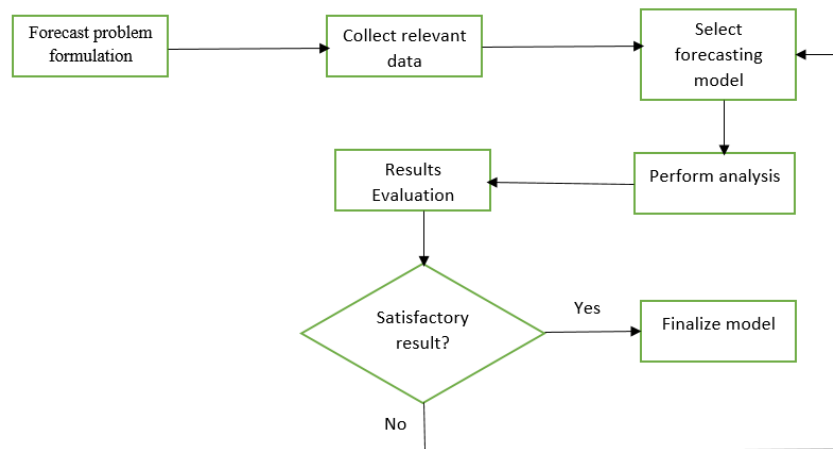 Forecast problem
formulation
Collect relevant
data
Select
forecasting
model
Perform analysis
Results
Evaluation
Satisfactory
result?
Yes
Finalize model
No